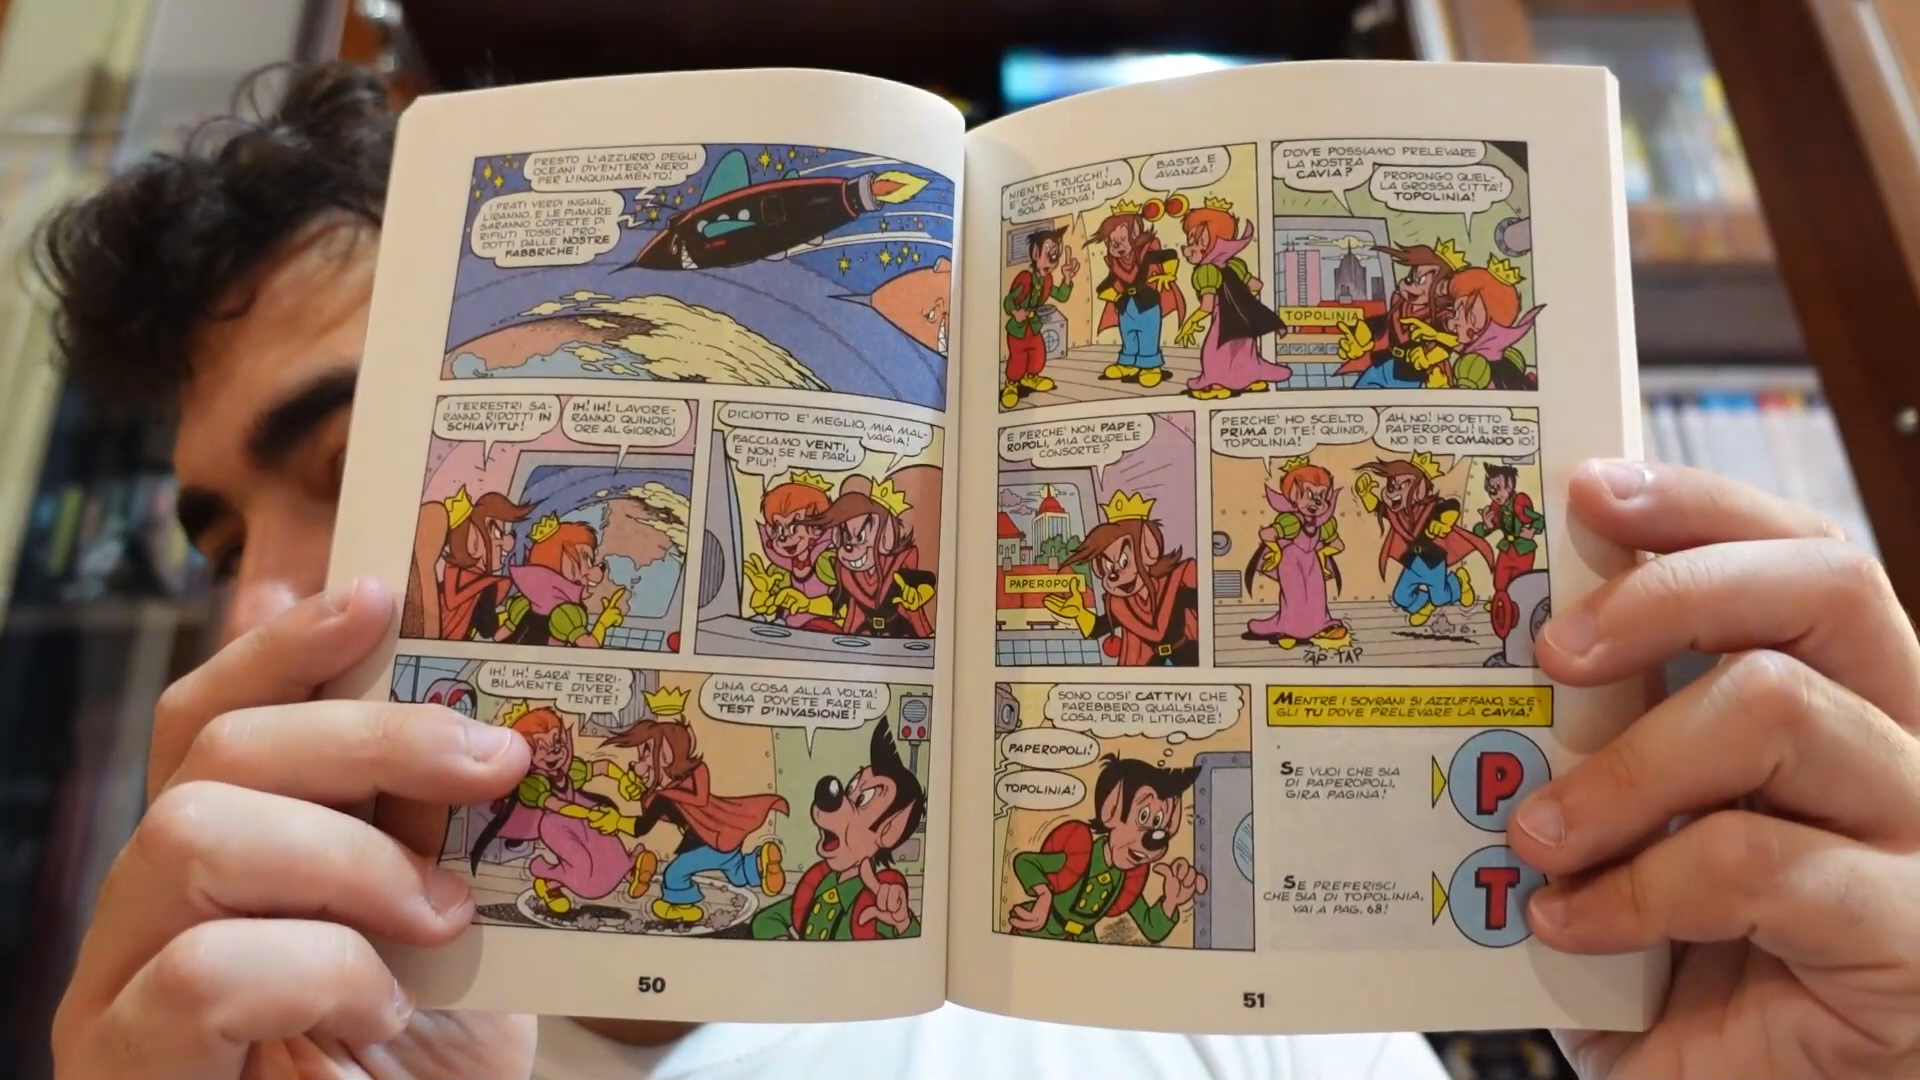 PRESTO L'AZZURRO DEGLI
OCEANI DIVENTERA' NERO
PER L'INQUINAMENTO!
I PRATI VERDI INGIAL-
LIRANNO, E LE PIANURE
SARANNO COPERTE DI
RIFIUTI TOSSICI PRO-
DOTTI DALLE NOSTRE
FABBRICHE!
I TERRESTRI SA-
RANNO RIDOTTI IN
SCHIAVITU'!
IH! IH! LAVORE-
RANNO QUINDICI
ORE AL GIORNO!
DICIOTTO E' MEGLIO, MIA MAL-
VAGIA!
FACCIAMO VENTI,
E NON SE NE PARLI
PIU'!
IH! IH! SARA' TERRI-
BILMENTE DIVER-
TENTE!
UNA COSA ALLA VOLTA!
PRIMA DOVETE FARE IL
TEST D'INVASIONE!
50
NIENTE TRUCCHI!
E' CONSENTITA UNA
SOLA PROVA!
BASTA E
AVANZA!
DOVE POSSIAMO PRELEVARE
LA NOSTRA
CAVIA?
PROPONGO QUEL-
LA GROSSA CITTA'!
TOPOLINIA!
TOPOLINIA
E PERCHE' NON PAPE-
ROPOLI, MIA CRUDELE
CONSORTE?
PAPEROPOLI
PERCHE' HO SCELTO
PRIMA DI TE! QUINDI,
TOPOLINIA!
AH, NO! HO DETTO
PAPEROPOLI! IL RE SO-
NO IO E COMANDO IO!
TAP TAP
SONO COSI' CATTIVI CHE
FAREBBERO QUALSIASI
COSA, PUR DI LITIGARE!
PAPEROPOLI!
TOPOLINIA!
MENTRE I SOVRANI SI AZZUFFANO, SCE-
GLI TU DOVE PRELEVARE LA CAVIA!
SE VUOI CHE SIA
DI PAPEROPOLI,
GIRA PAGINA!
P
SE PREFERISCI
CHE SIA DI TOPOLINIA,
VAI A PAG. 68!
T
51